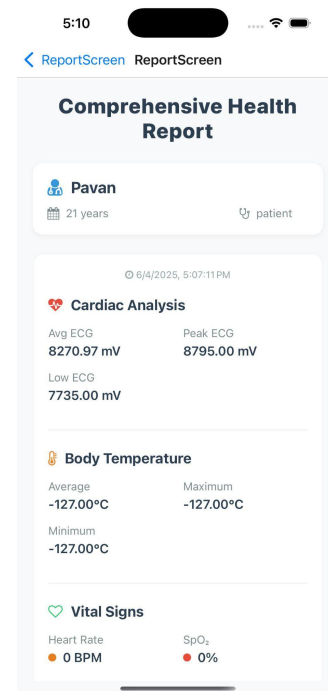 5:10
ReportScreen ReportScreen
Comprehensive Health
Report
Pavan
21 years patient
6/4/2025, 5:07:11 PM
Cardiac Analysis
Avg ECG Peak ECG
8270.97 mV 8795.00 mV
Low ECG
7735.00 mV
Body Temperature
Average Maximum
-127.00°C -127.00°C
Minimum
-127.00°C
Vital Signs
Heart Rate SpO₂
0 BPM 0%